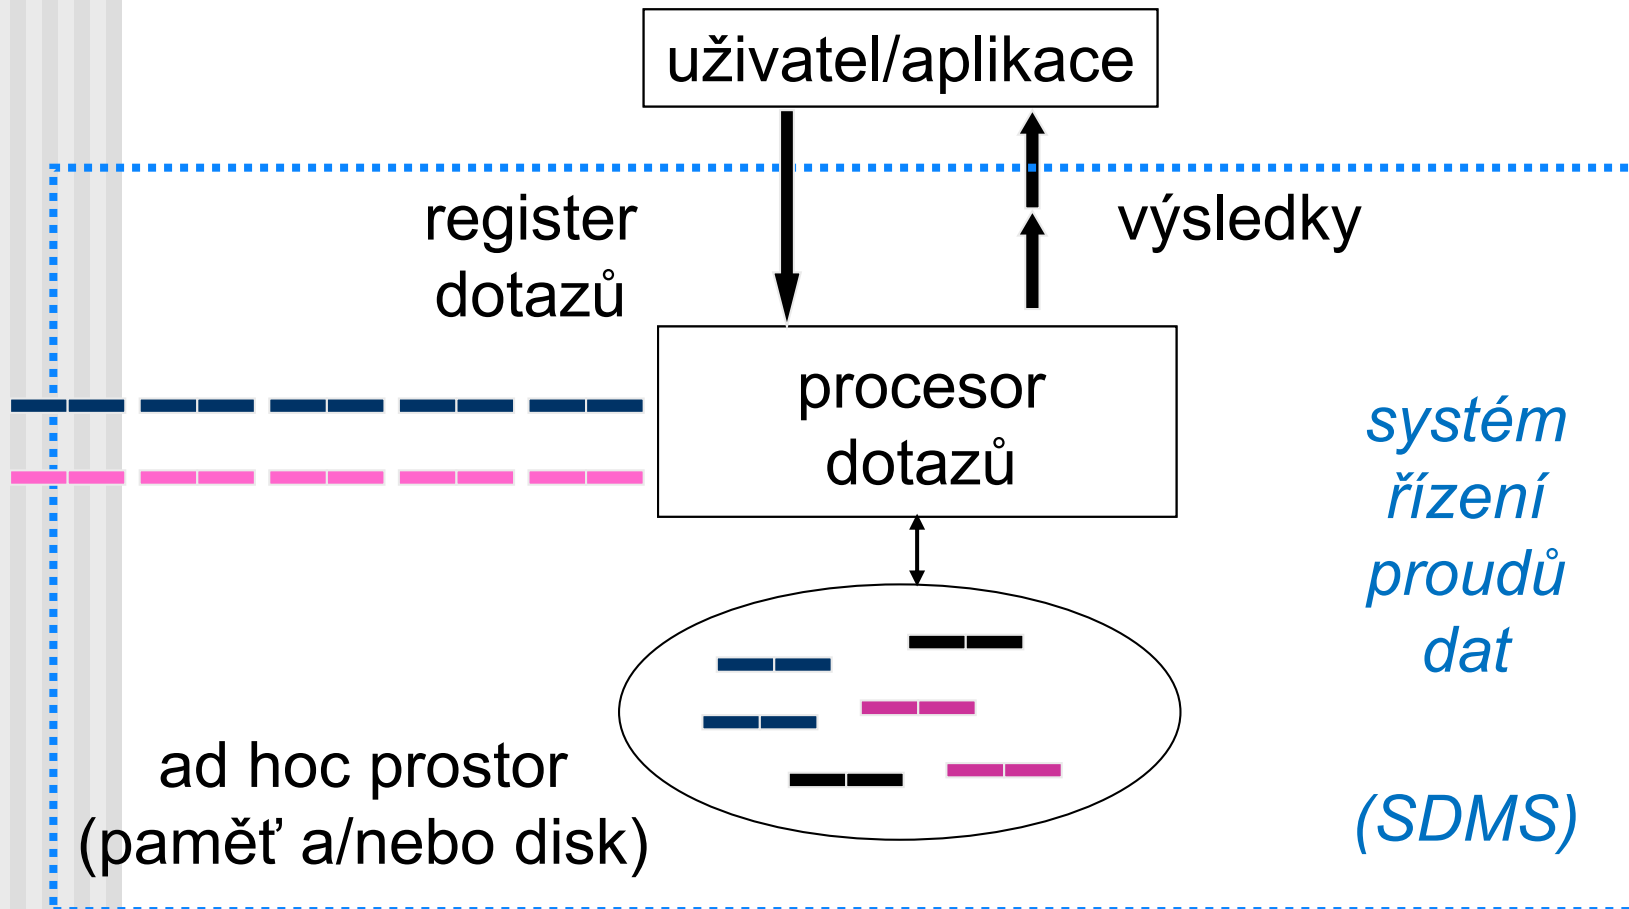 uživatel/aplikace
register
dotazů
výsledky
procesor
dotazů
systém
řízení
proudů
dat
(SDMS)
ad hoc prostor
(paměť a/nebo disk)